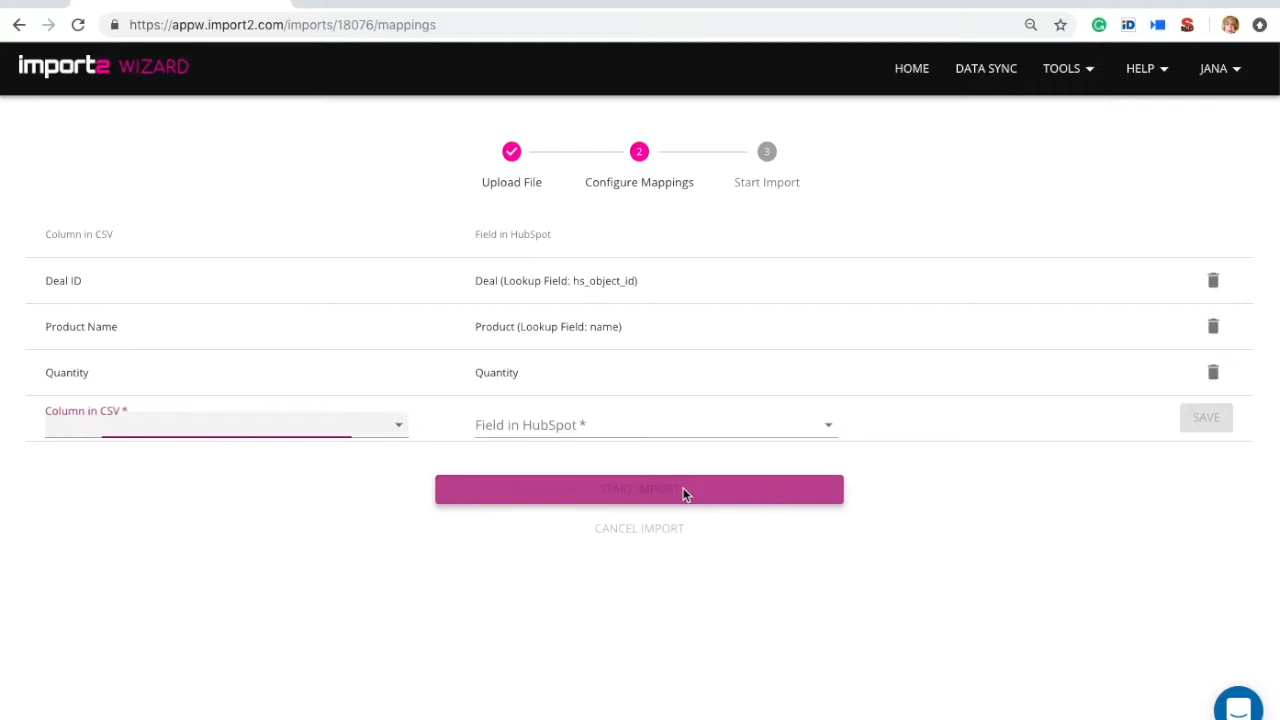 https://appw.import2.com/imports/18076/mappings
import2 WIZARD
HOME
DATA SYNC
TOOLS
HELP
JANA
2
3
Upload File
Configure Mappings
Start Import
Column in CSV
Field in HubSpot
Deal ID
Deal (Lookup Field: hs_object_id)
Product Name
Product (Lookup Field: name)
Quantity
Quantity
Column in CSV *
Field in HubSpot *
SAVE
START IMPORT
CANCEL IMPORT